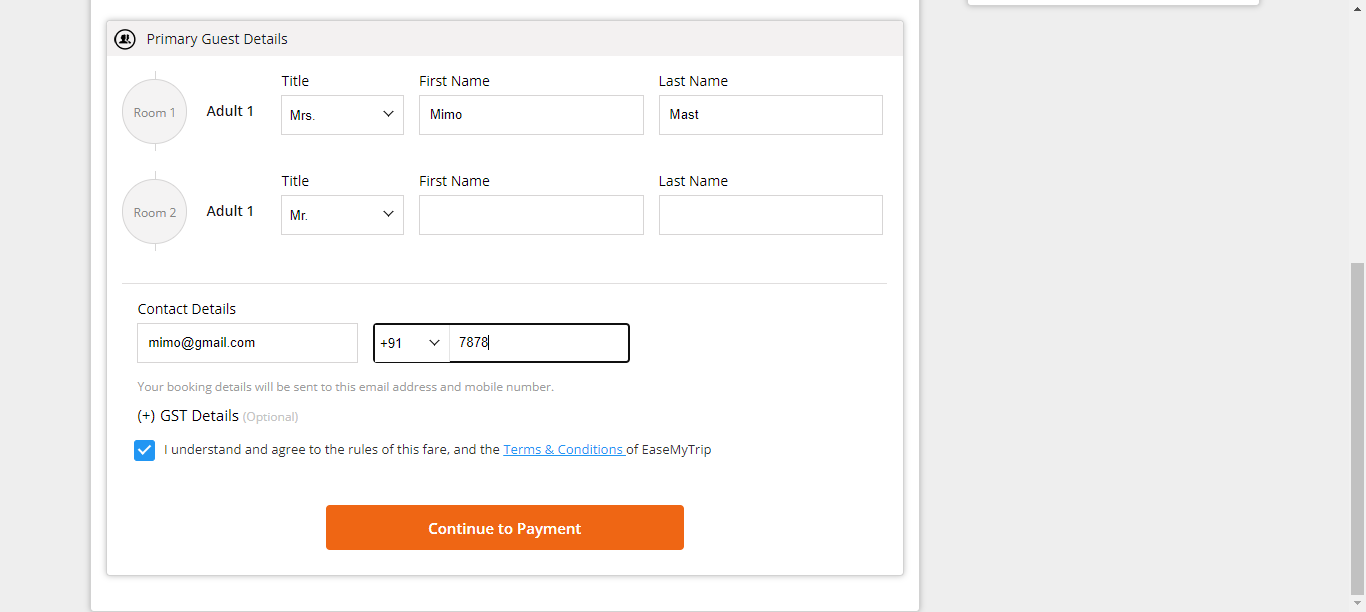 Primary Guest Details
Title First Name Last Name
Room 1 Adult 1 Mrs. Mimo Mast
Title First Name Last Name
Room 2 Adult 1 Mr.
Contact Details
mimo@gmail.com +91 7878
Your booking details will be sent to this email address and mobile number.
(+) GST Details (Optional)
I understand and agree to the rules of this fare, and the Terms & Conditions of EaseMyTrip
Continue to Payment